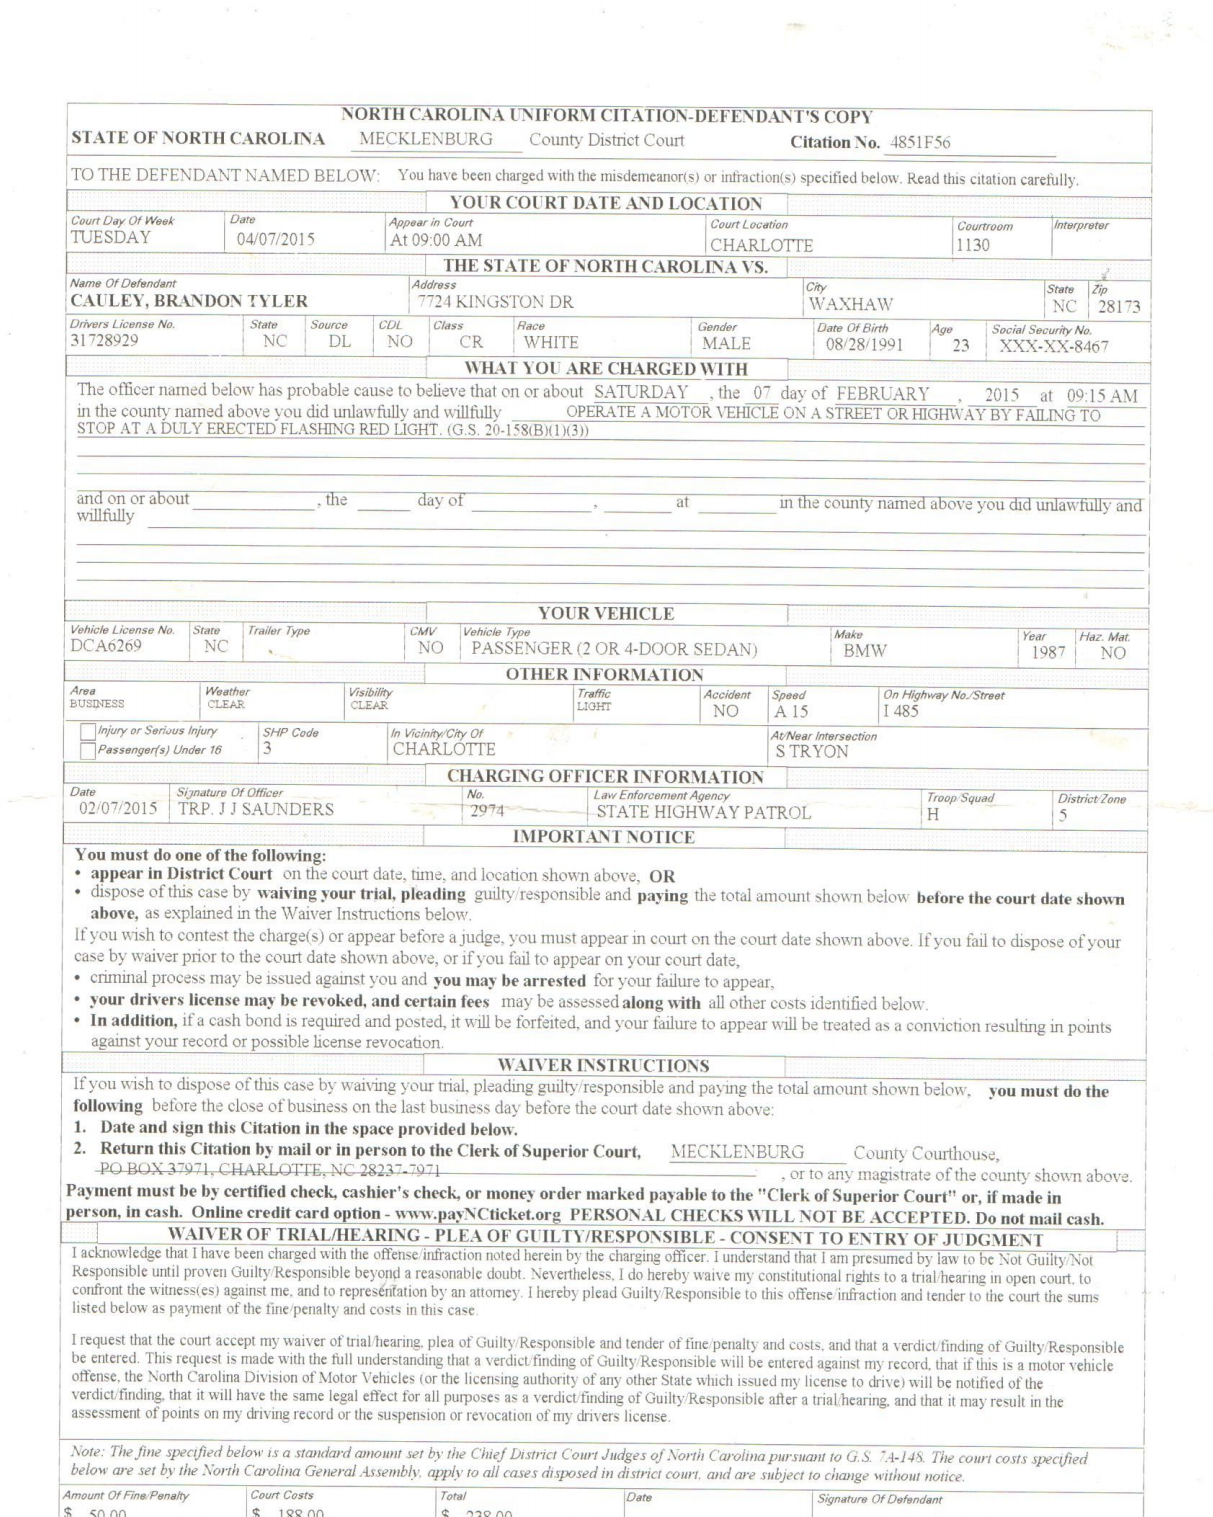 NORTH CAROLINA UNIFORM CITATION-DEFENDANT'S COPY
STATE OF NORTH CAROLINA MECKLENBURG County District Court Citation No. 4851F56
TO THE DEFENDANT NAMED BELOW: You have been charged with the misdemeanor(s) or infraction(s) specified below. Read this citation carefully.
YOUR COURT DATE AND LOCATION
Court Day Of Week Date Appear in Court Court Location Courtroom Interpreter
TUESDAY 04/07/2015 At 09:00 AM CHARLOTTE 1130
THE STATE OF NORTH CAROLINA VS.
Name Of Defendant Address City State Zip
CAULEY, BRANDON TYLER 7724 KINGSTON DR WAXHAW NC 28173
Drivers License No. State Source CDL Class Race Gender Date Of Birth Age Social Security No.
31728929 NC DL NO CR WHITE MALE 08/28/1991 23 XXX-XX-8467
WHAT YOU ARE CHARGED WITH
The officer named below has probable cause to believe that on or about SATURDAY , the 07 day of FEBRUARY , 2015 at 09:15 AM
in the county named above you did unlawfully and willfully OPERATE A MOTOR VEHICLE ON A STREET OR HIGHWAY BY FAILING TO
STOP AT A DULY ERECTED FLASHING RED LIGHT. (G.S. 20-158(B)(1)(3))
and on or about , the day of , at in the county named above you did unlawfully and
willfully
YOUR VEHICLE
Vehicle License No. State Trailer Type CMV Vehicle Type Make Year Haz. Mat.
DCA6269 NC NO PASSENGER (2 OR 4-DOOR SEDAN) BMW 1987 NO
OTHER INFORMATION
Area Weather Visibility Traffic Accident Speed On Highway No./Street
BUSINESS CLEAR CLEAR LIGHT NO A 15 I 485
Injury or Serious Injury SHP Code In Vicinity/City Of At/Near Intersection
Passenger(s) Under 16 3 CHARLOTTE S TRYON
CHARGING OFFICER INFORMATION
Date Signature Of Officer No. Law Enforcement Agency Troop/Squad District/Zone
02/07/2015 TRP. J J SAUNDERS 2974 STATE HIGHWAY PATROL H 5
IMPORTANT NOTICE
You must do one of the following:
• appear in District Court on the court date, time, and location shown above, OR
• dispose of this case by waiving your trial, pleading guilty/responsible and paying the total amount shown below before the court date shown
above, as explained in the Waiver Instructions below.
If you wish to contest the charge(s) or appear before a judge, you must appear in court on the court date shown above. If you fail to dispose of your
case by waiver prior to the court date shown above, or if you fail to appear on your court date,
• criminal process may be issued against you and you may be arrested for your failure to appear,
• your drivers license may be revoked, and certain fees may be assessed along with all other costs identified below.
• In addition, if a cash bond is required and posted, it will be forfeited, and your failure to appear will be treated as a conviction resulting in points
against your record or possible license revocation.
WAIVER INSTRUCTIONS
If you wish to dispose of this case by waiving your trial, pleading guilty/responsible and paying the total amount shown below, you must do the
following before the close of business on the last business day before the court date shown above:
1. Date and sign this Citation in the space provided below.
2. Return this Citation by mail or in person to the Clerk of Superior Court, MECKLENBURG County Courthouse,
PO BOX 37971, CHARLOTTE, NC 28237-7971 , or to any magistrate of the county shown above.
Payment must be by certified check, cashier's check, or money order marked payable to the "Clerk of Superior Court" or, if made in
person, in cash. Online credit card option - www.payNCticket.org PERSONAL CHECKS WILL NOT BE ACCEPTED. Do not mail cash.
WAIVER OF TRIAL/HEARING - PLEA OF GUILTY/RESPONSIBLE - CONSENT TO ENTRY OF JUDGMENT
I acknowledge that I have been charged with the offense/infraction noted herein by the charging officer. I understand that I am presumed by law to be Not Guilty/Not
Responsible until proven Guilty/Responsible beyond a reasonable doubt. Nevertheless, I do hereby waive my constitutional rights to a trial/hearing in open court, to
confront the witness(es) against me, and to representation by an attorney. I hereby plead Guilty/Responsible to this offense/infraction and tender to the court the sums
listed below as payment of the fine/penalty and costs in this case.
I request that the court accept my waiver of trial/hearing, plea of Guilty/Responsible and tender of fine/penalty and costs, and that a verdict/finding of Guilty/Responsible
be entered. This request is made with the full understanding that a verdict/finding of Guilty/Responsible will be entered against my record, that if this is a motor vehicle
offense, the North Carolina Division of Motor Vehicles (or the licensing authority of any other State which issued my license to drive) will be notified of the
verdict/finding, that it will have the same legal effect for all purposes as a verdict/finding of Guilty/Responsible after a trial/hearing, and that it may result in the
assessment of points on my driving record or the suspension or revocation of my drivers license.
Note: The fine specified below is a standard amount set by the Chief District Court Judges of North Carolina pursuant to G.S. 7A-148. The court costs specified
below are set by the North Carolina General Assembly, apply to all cases disposed in district court, and are subject to change without notice.
Amount Of Fine/Penalty Court Costs Total Date Signature Of Defendant
$ 50.00 $ 188.00 $ 238.00